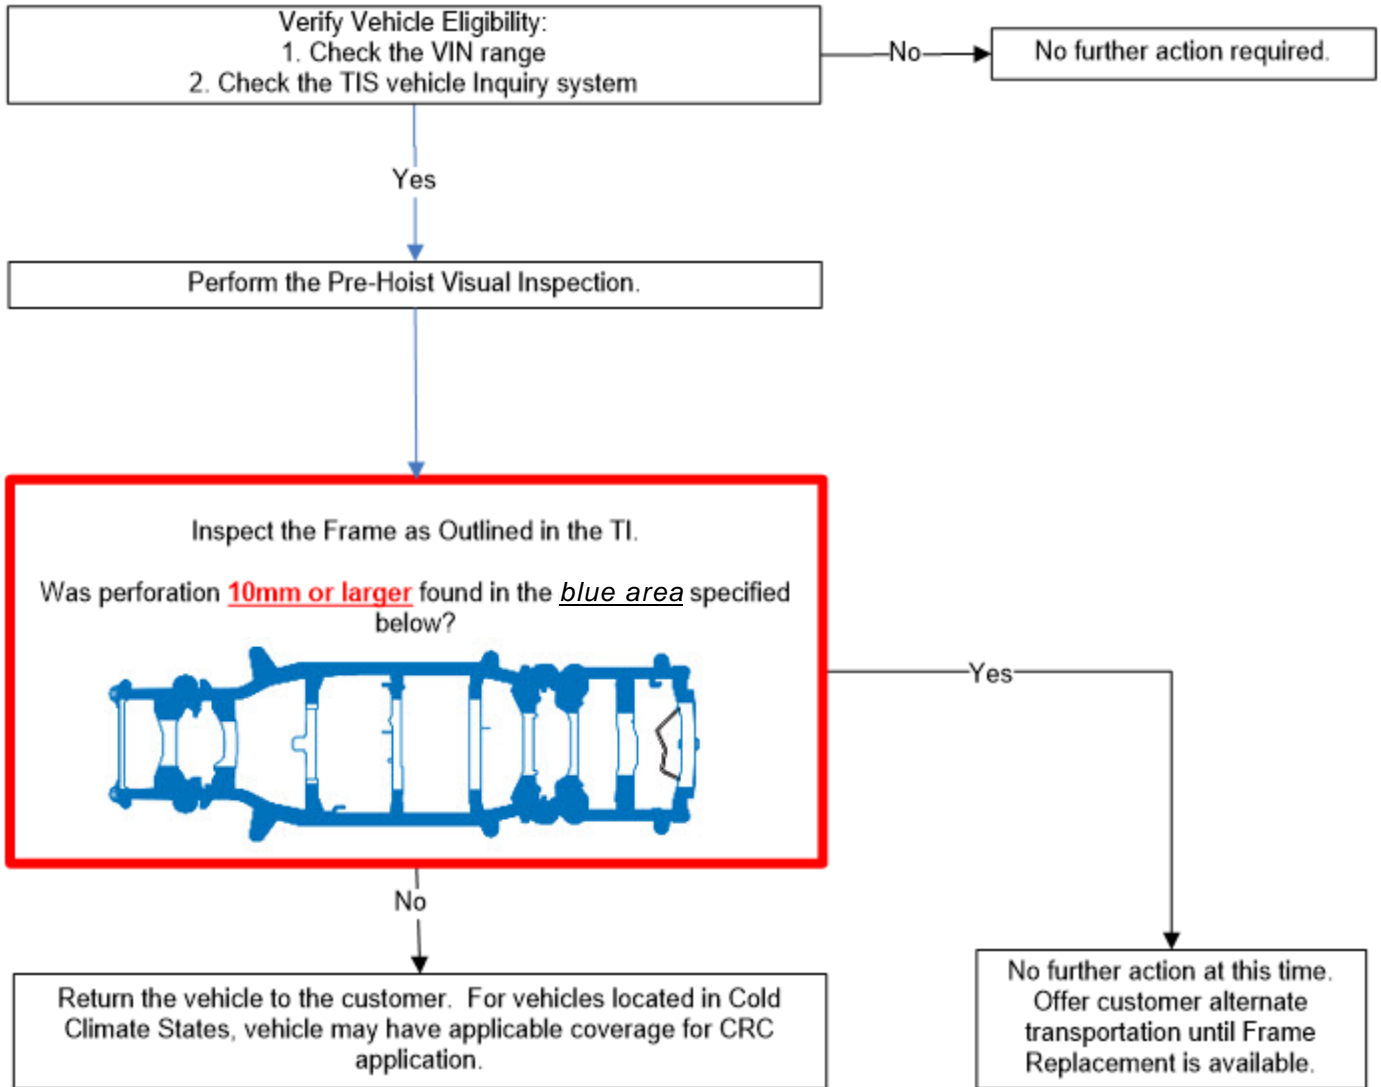 Verify Vehicle Eligibility:
1. Check the VIN range
2. Check the TIS vehicle Inquiry system
No
No further action required.
Yes
Perform the Pre-Hoist Visual Inspection.
Inspect the Frame as Outlined in the TI.
Was perforation 10mm or larger found in the blue area specified
below?
Yes
No
Return the vehicle to the customer.  For vehicles located in Cold
Climate States, vehicle may have applicable coverage for CRC
application.
No further action at this time.
Offer customer alternate
transportation until Frame
Replacement is available.